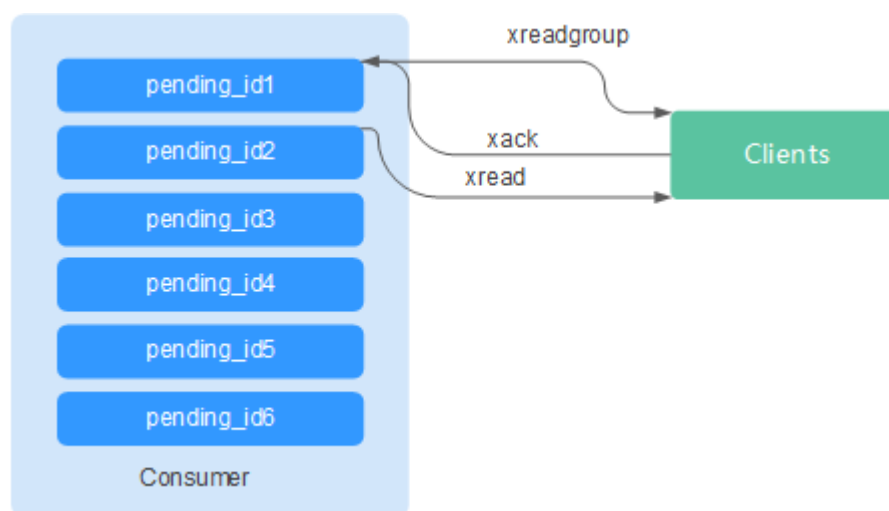 xreadgroup
pending_id1
pending_id2
xack
Clients
xread
pending_id3
pending_id4
pending_id5
pending_id6
Consumer